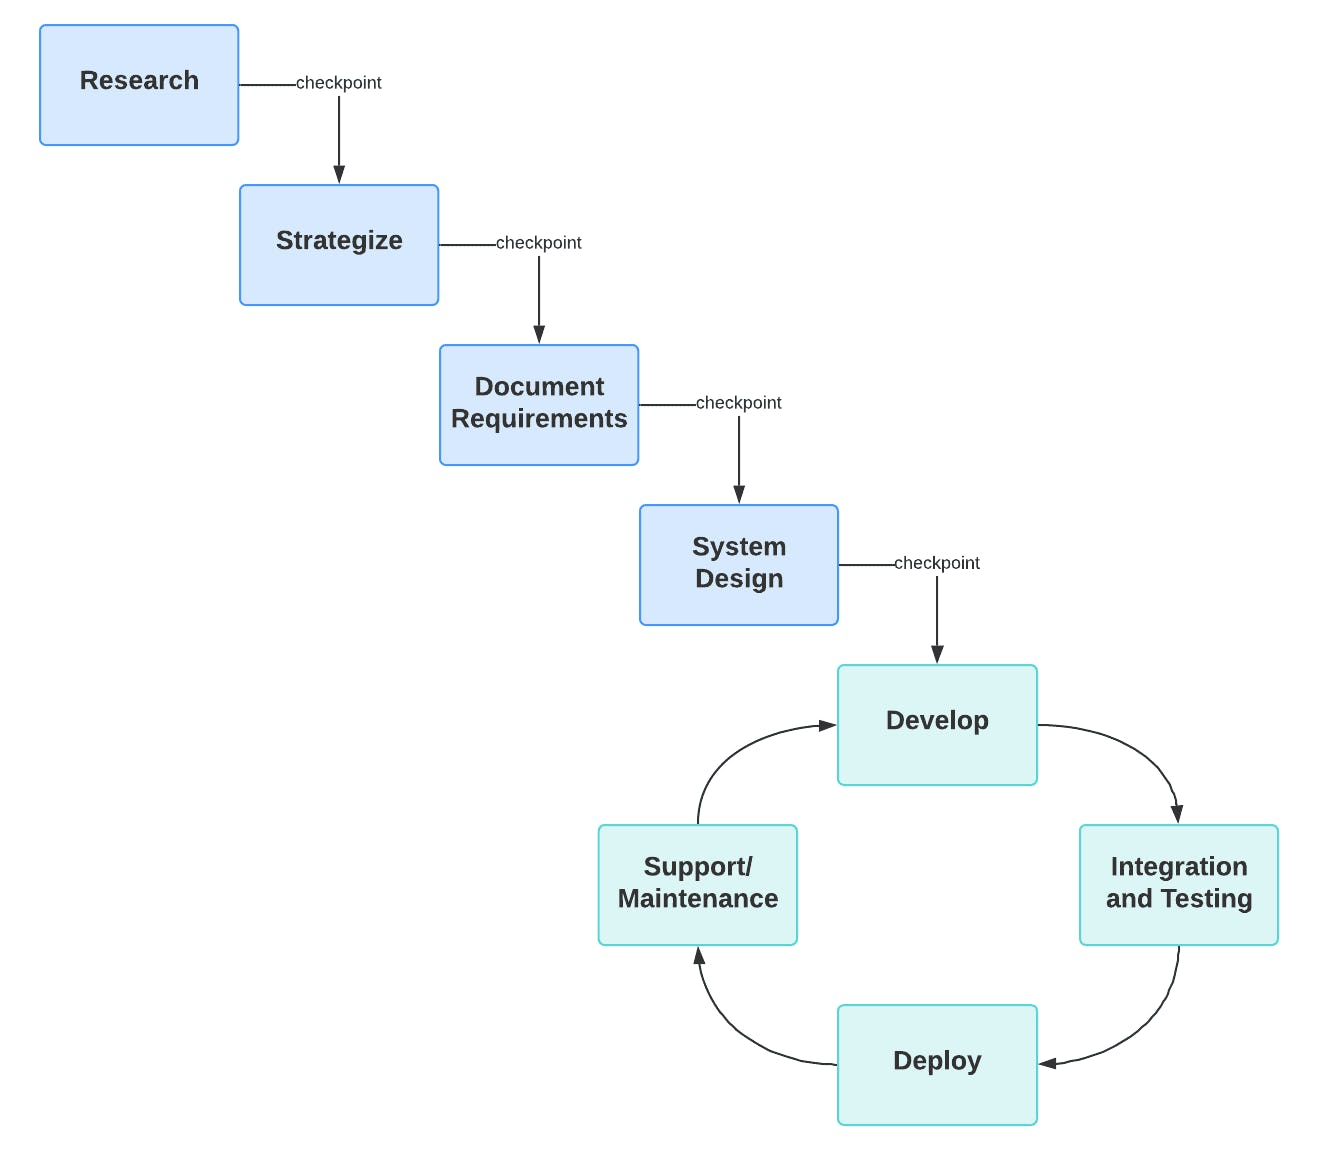 Research
checkpoint
Strategize
checkpoint
Document
Requirements
checkpoint
System
Design
checkpoint
Develop
Support/
Maintenance
Integration
and Testing
Deploy